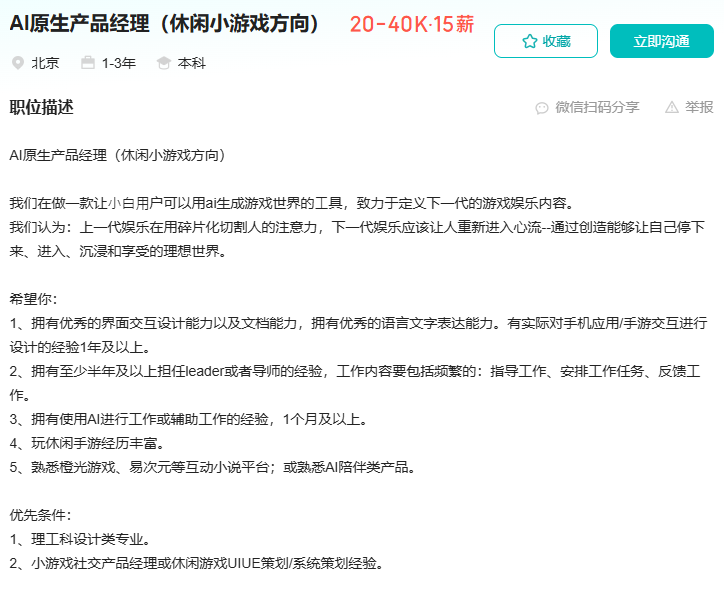 AI原生产品经理（休闲小游戏方向） 20-40K·15薪
收藏 立即沟通
北京 1-3年 本科
职位描述 微信扫码分享 举报
AI原生产品经理（休闲小游戏方向）
我们在做一款让小白用户可以用ai生成游戏世界的工具，致力于定义下一代的游戏娱乐内容。
我们认为：上一代娱乐在用碎片化切割人的注意力，下一代娱乐应该让人重新进入心流--通过创造能够让自己停下
来、进入、沉浸和享受的理想世界。
希望你：
1、拥有优秀的界面交互设计能力以及文档能力，拥有优秀的语言文字表达能力。有实际对手机应用/手游交互进行
设计的经验1年及以上。
2、拥有至少半年及以上担任leader或者导师的经验，工作内容要包括频繁的：指导工作、安排工作任务、反馈工
作。
3、拥有使用AI进行工作或辅助工作的经验，1个月及以上。
4、玩休闲手游经历丰富。
5、熟悉橙光游戏、易次元等互动小说平台；或熟悉AI陪伴类产品。
优先条件：
1、理工科设计类专业。
2、小游戏社交产品经理或休闲游戏UIUE策划/系统策划经验。